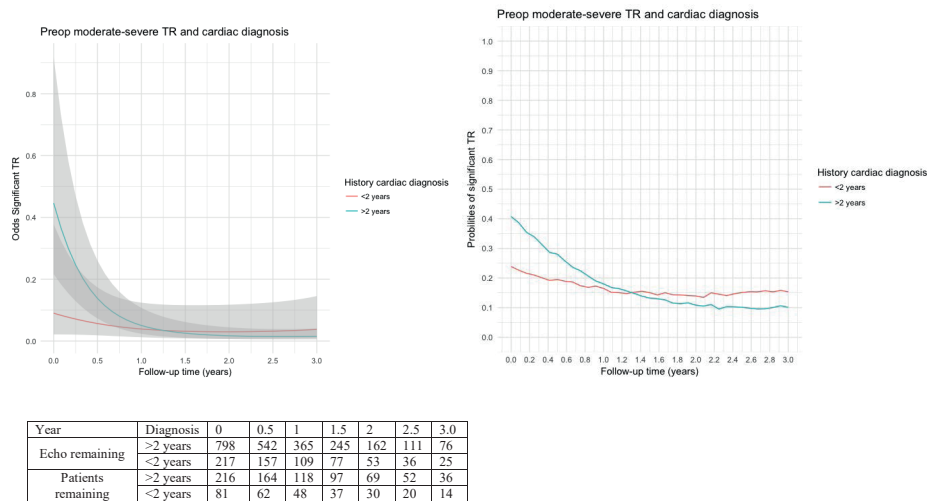 Preop moderate-severe TR and cardiac diagnosis
Odds Significant TR
0.8
0.6
0.4
0.2
0.0
0.0 0.5 1.0 1.5 2.0 2.5 3.0
Follow-up time (years)
History cardiac diagnosis
<2 years
>2 years
Preop moderate-severe TR and cardiac diagnosis
Probilities of significant TR
1.0
0.9
0.8
0.7
0.6
0.5
0.4
0.3
0.2
0.1
0.0
0.0 0.2 0.4 0.6 0.8 1.0 1.2 1.4 1.6 1.8 2.0 2.2 2.4 2.6 2.8 3.0
Follow-up time (years)
History cardiac diagnosis
<2 years
>2 years
Year Diagnosis 0 0.5 1 1.5 2 2.5 3.0
Echo remaining >2 years 798 542 365 245 162 111 76
<2 years 217 157 109 77 53 36 25
Patients remaining >2 years 216 164 118 97 69 52 36
<2 years 81 62 48 37 30 20 14